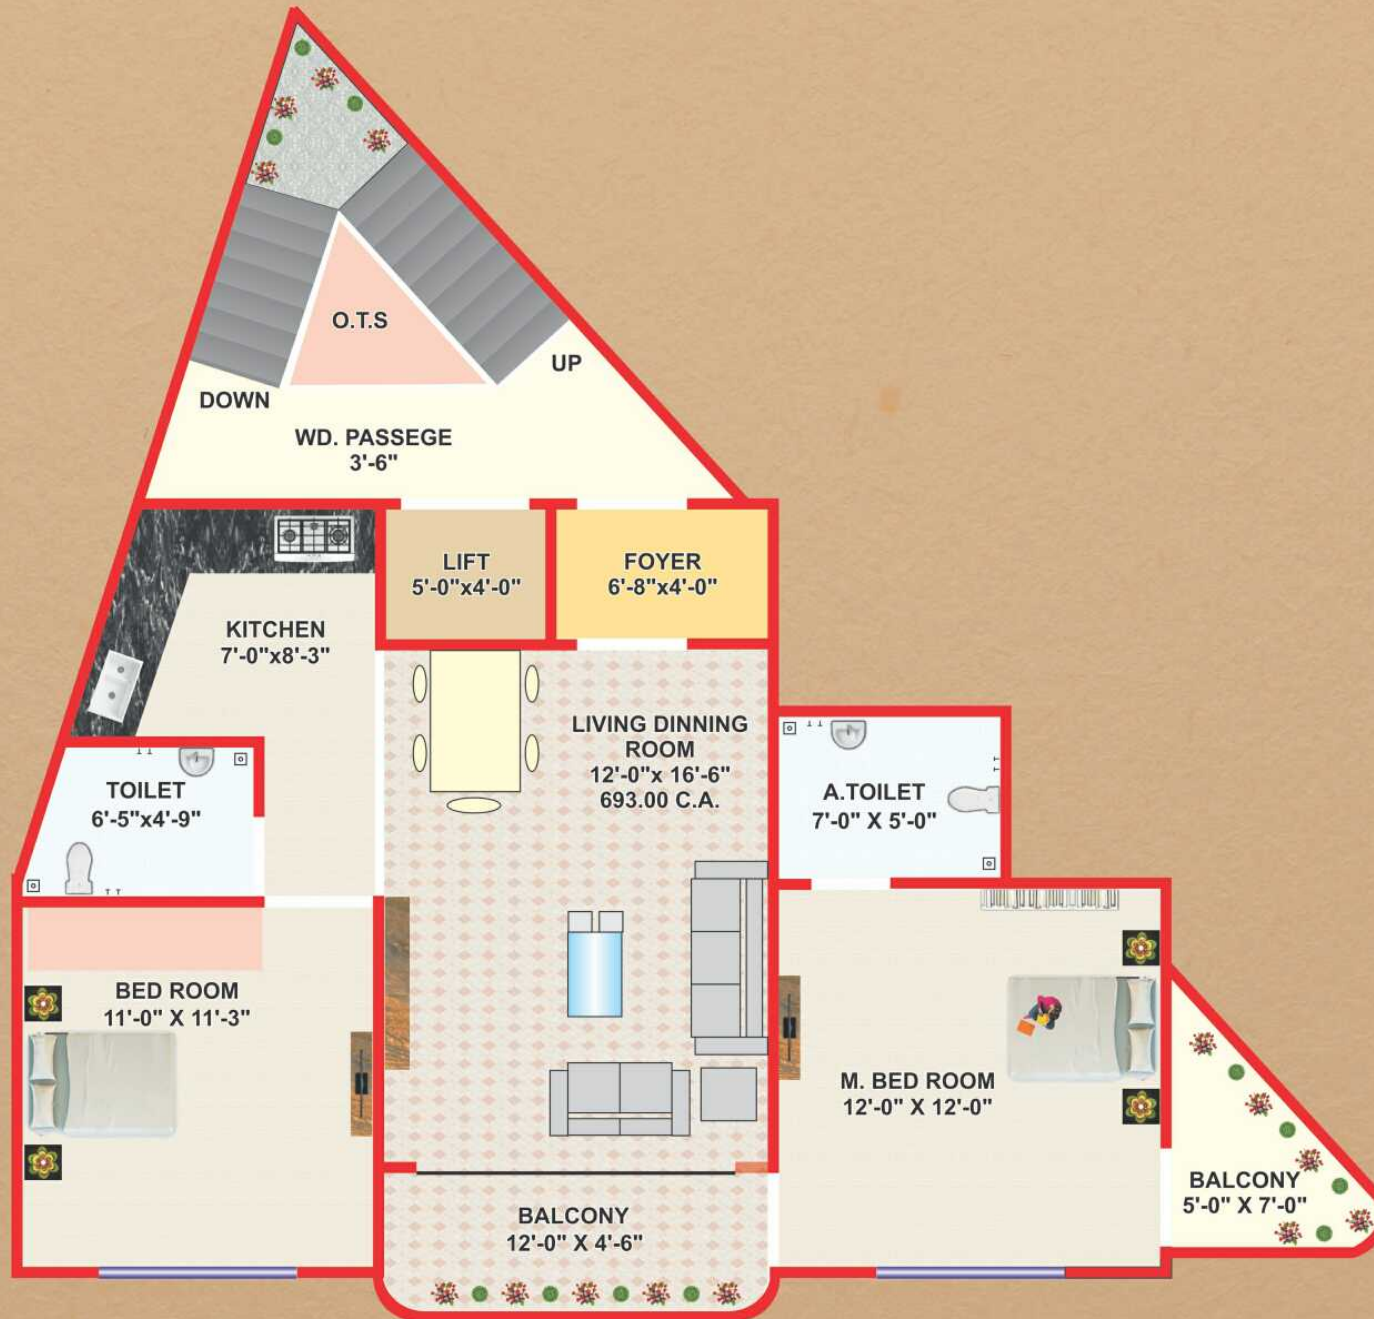 O.T.S
UP
DOWN
WD. PASSEGE
3'-6"
LIFT
5'-0"x4'-0"
FOYER
6'-8"x4'-0"
KITCHEN
7'-0"x8'-3"
LIVING DINNING
ROOM
12'-0"x 16'-6"
693.00 C.A.
TOILET
6'-5"x4'-9"
A.TOILET
7'-0" X 5'-0"
BED ROOM
11'-0" X 11'-3"
M. BED ROOM
12'-0" X 12'-0"
BALCONY
5'-0" X 7'-0"
BALCONY
12'-0" X 4'-6"